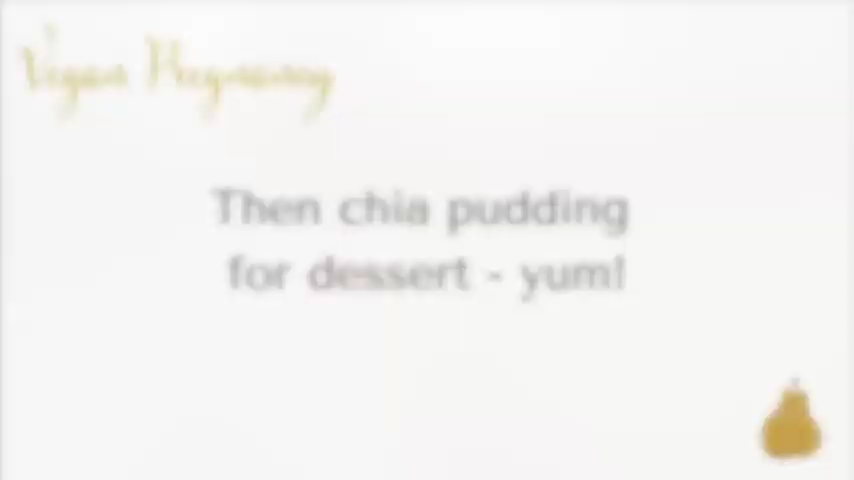 Vegan Pregnancy
Then chia pudding
for dessert - yum!